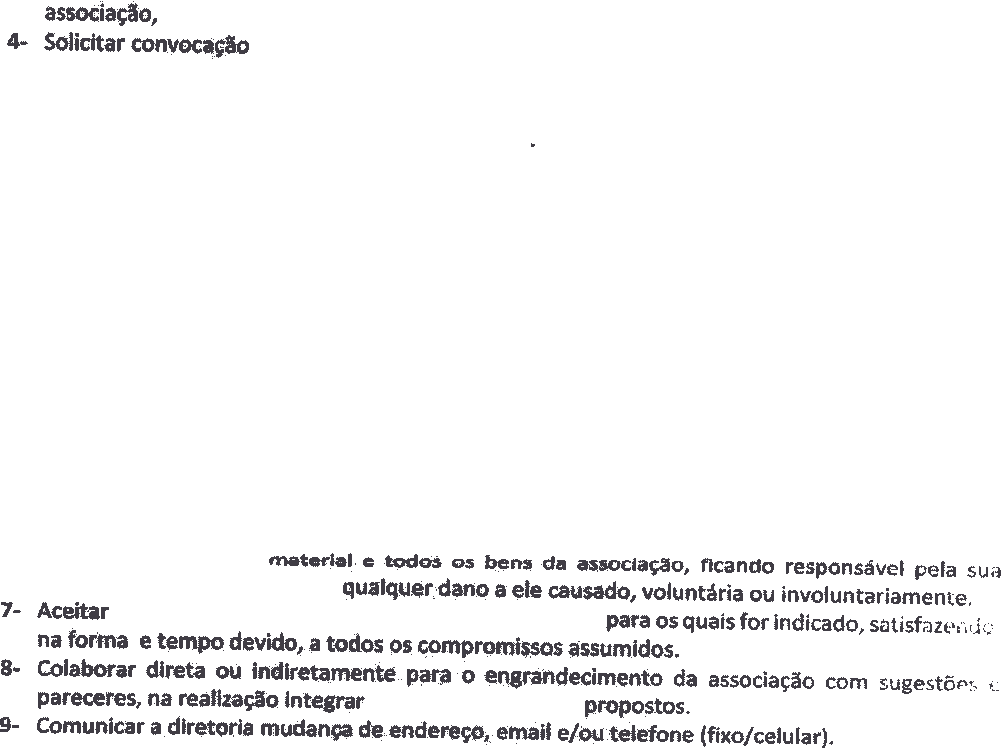 associação,
4- Solicitar convocação
material e todos os bens da associação, ficando responsável pela sua
qualquer dano a ele causado, voluntária ou involuntariamente.
7- Aceitar para os quais for indicado, satisfazendo
na forma e tempo devido, a todos os compromissos assumidos.
8- Colaborar direta ou indiretamente para o engrandecimento da associação com sugestões e
pareceres, na realização integrar propostos.
9- Comunicar a diretoria mudança de endereço, email e/ou telefone (fixo/celular).